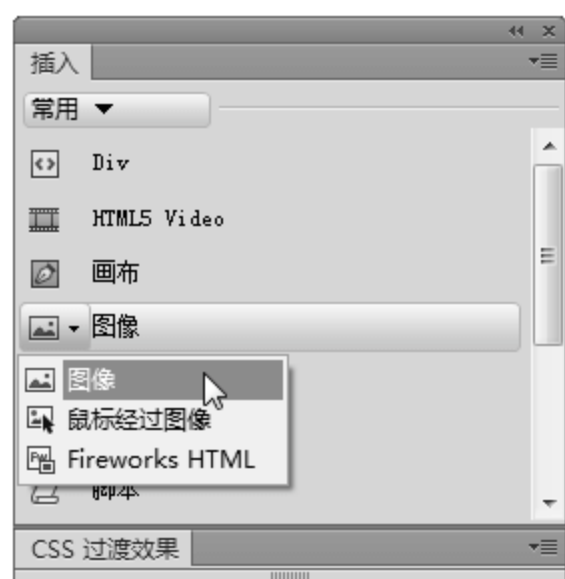 插入
常用
Div
HTML5 Video
画布
图像
图像
鼠标经过图像
Fireworks HTML
脚本
CSS 过渡效果